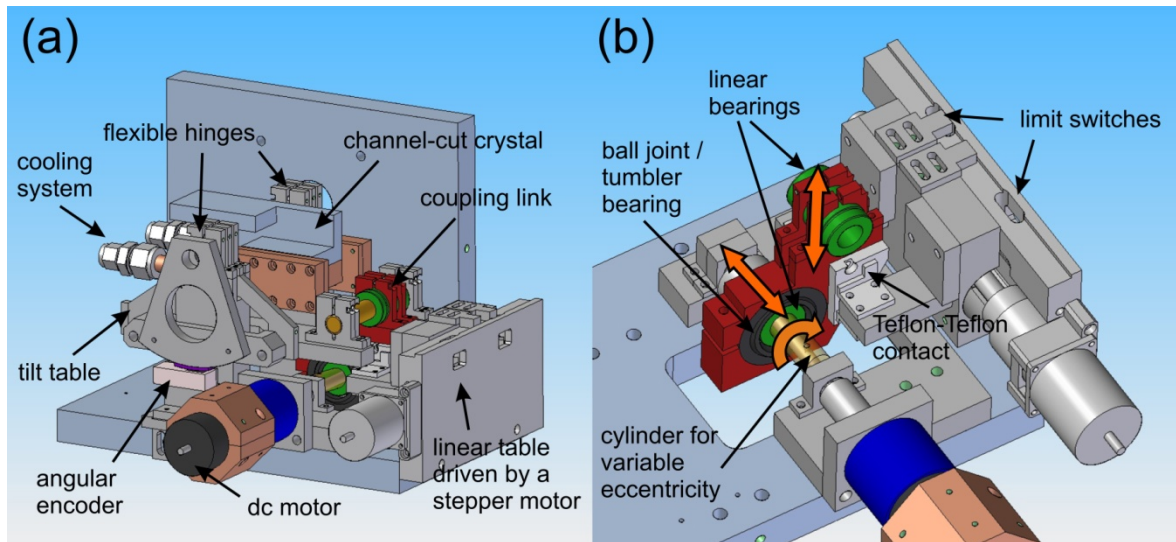 (a)
flexible hinges
channel-cut crystal
cooling
system
coupling link
tilt table
angular
encoder
dc motor
linear table
driven by a
stepper motor
(b)
linear
bearings
limit switches
ball joint /
tumbler
bearing
Teflon-Teflon
contact
cylinder for
variable
eccentricity